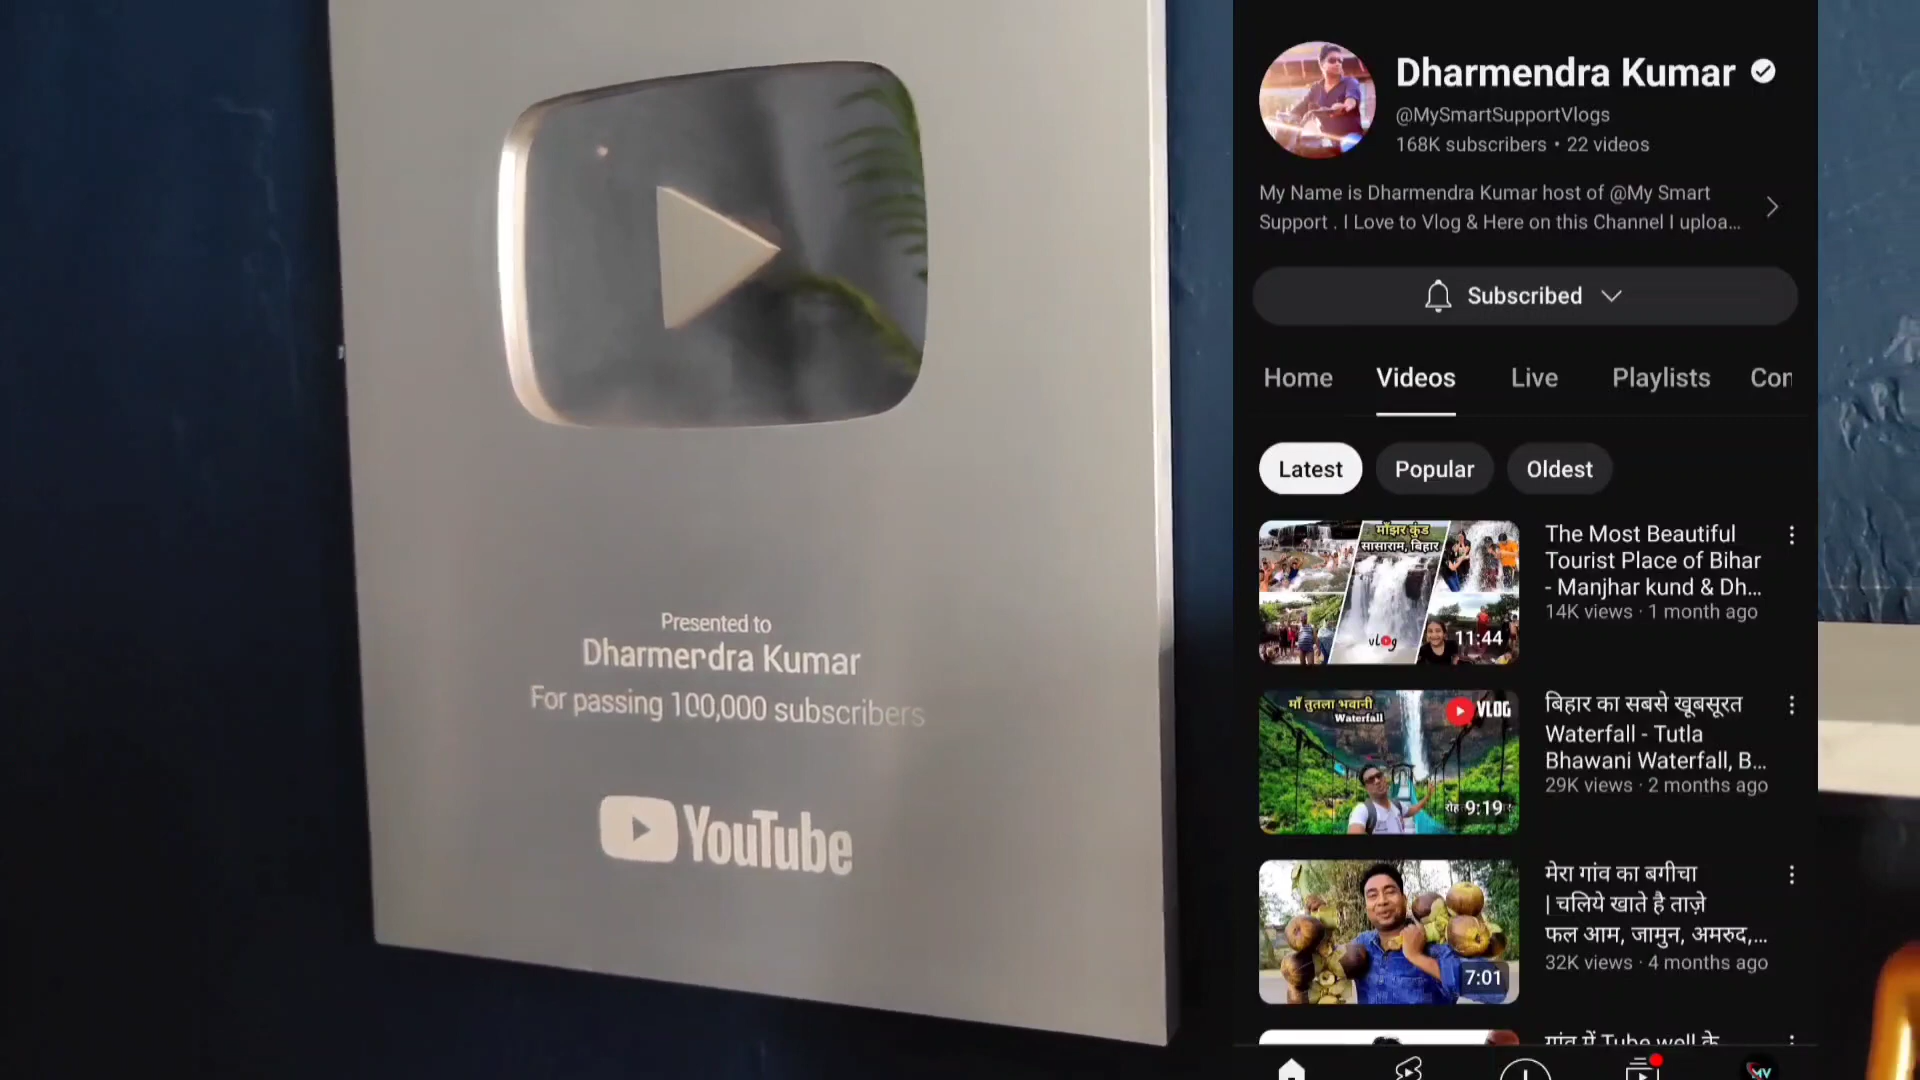 Presented to
Dharmendra Kumar
For passing 100,000 subscribers
YouTube
Dharmendra Kumar
@MySmartSupportVlogs
168K subscribers • 22 videos
My Name is Dharmendra Kumar host of @My Smart
Support . I Love to Vlog & Here on this Channel I uploa...
Subscribed
Home Videos Live Playlists Con
Latest Popular Oldest
माँझर कुंड
सासाराम, बिहार
vlog
11:44
The Most Beautiful
Tourist Place of Bihar
- Manjhar kund & Dh...
14K views · 1 month ago
माँ तुतला भवानी
Waterfall
VLOG
9:19
बिहार का सबसे खूबसूरत
Waterfall - Tutla
Bhawani Waterfall, B...
29K views · 2 months ago
7:01
मेरा गांव का बगीचा
| चलिये खाते है ताज़े
फल आम, जामुन, अमरुद,...
32K views · 4 months ago
गांव में Tube well के
MV